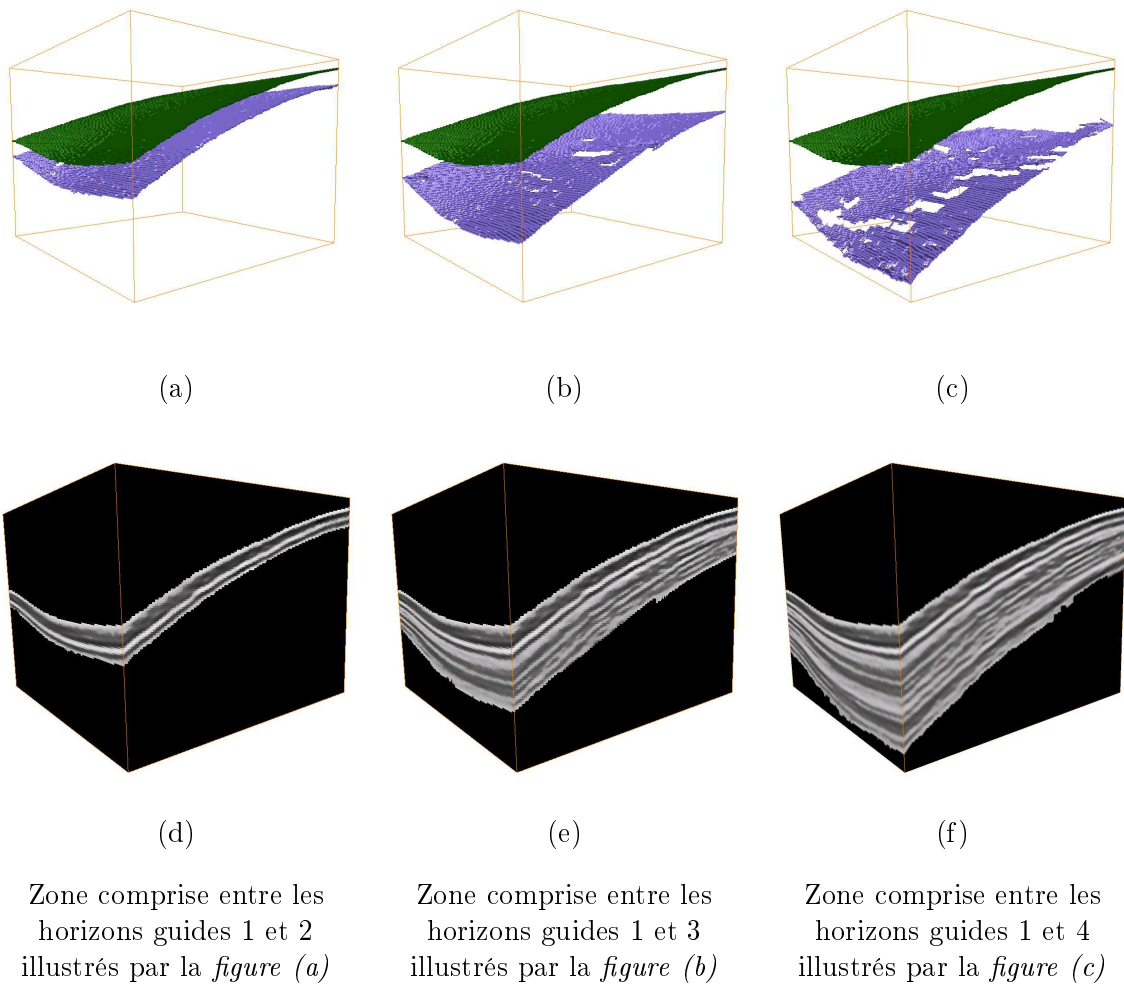 (a)
(b)
(c)
(d)
(e)
(f)
Zone comprise entre les
horizons guides 1 et 2
illustrés par la figure (a)
Zone comprise entre les
horizons guides 1 et 3
illustrés par la figure (b)
Zone comprise entre les
horizons guides 1 et 4
illustrés par la figure (c)